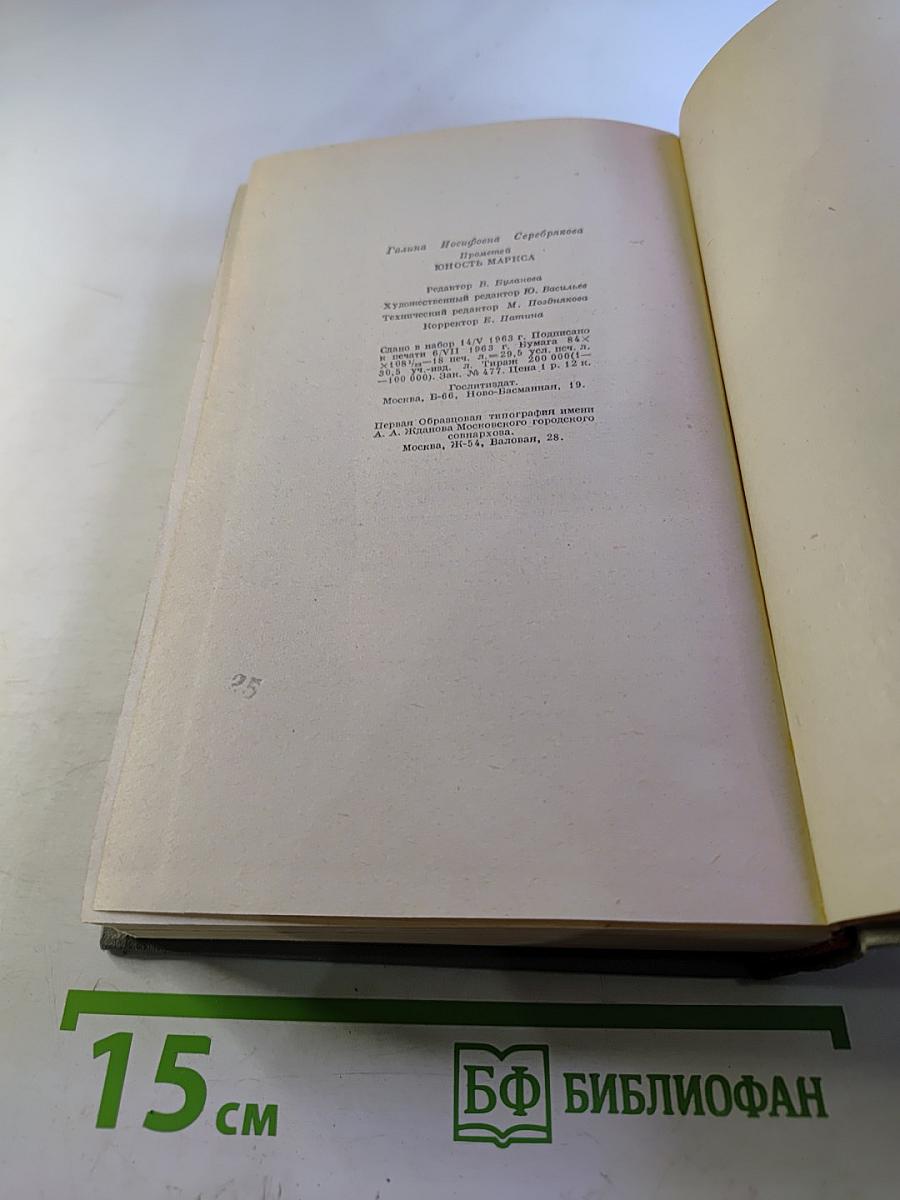 Галина Иосифовна Серебрякова
Прометей
ЮНОСТЬ МАРКСА
Редактор В. Буланова
Художественный редактор Ю. Васильев
Технический редактор М. Позднякова
Корректор Е. Патина
Сдано в набор 14/V 1963 г. Подписано
к печати 6/VII 1963 г. Бумага 84×
×108¹/₃₂—18 печ. л.=29,5 усл. печ. л.
30,5 уч.-изд. л. Тираж 200 000(1—
—100 000). Зак. № 477. Цена 1 р. 12 к.
Гослитиздат.
Москва, Б-66, Ново-Басманная, 19.
Первая Образцовая типография имени
А. А. Жданова Московского городского
совнархоза.
Москва, Ж-54, Валовая, 28.
25
15 см
БФ БИБЛИОФАН